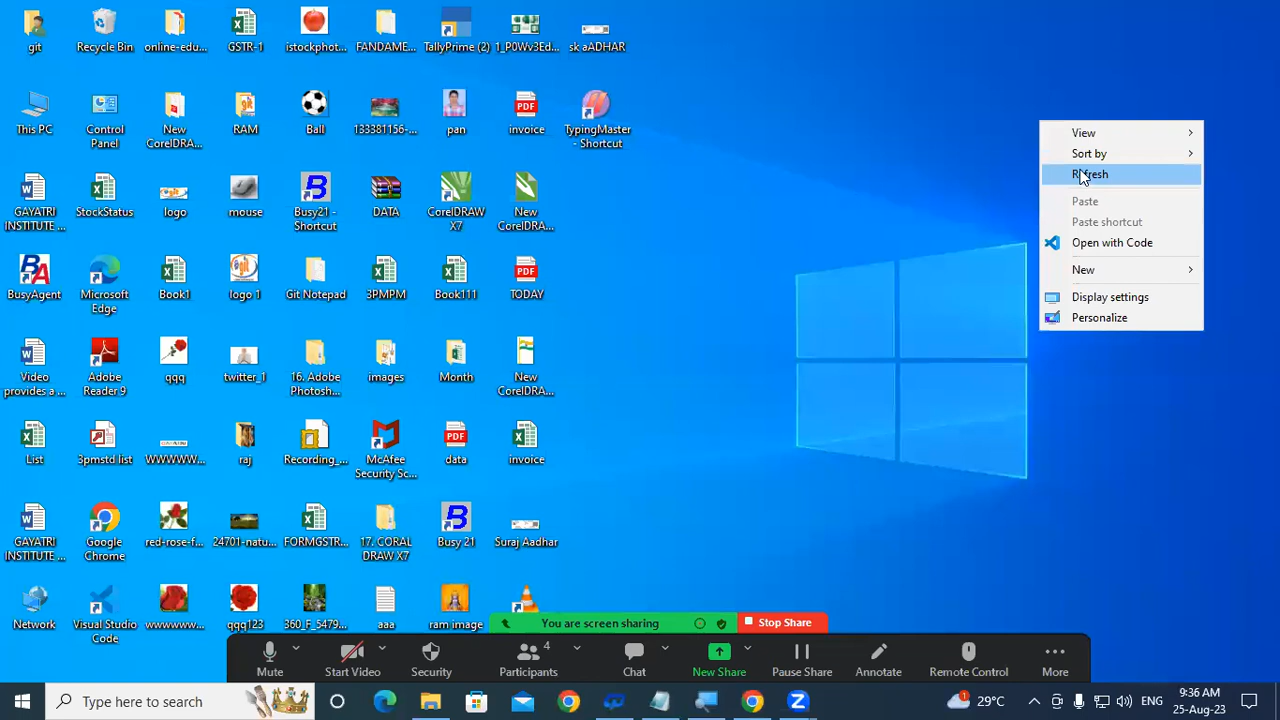 git
Recycle Bin
online-edu...
GSTR-1
istockphot...
FANDAME...
TallyPrime (2)
1_P0Wv3Ed...
sk aADHAR
This PC
Control
Panel
New
CorelDRA...
RAM
Ball
133381156-...
pan
invoice
TypingMaster
- Shortcut
GAYATRI
INSTITUTE ...
StockStatus
logo
mouse
Busy21 -
Shortcut
DATA
CorelDRAW
X7
New
CorelDRA...
BusyAgent
Microsoft
Edge
Book1
logo 1
Git Notepad
3PMPM
Book111
TODAY
Video
provides a ...
Adobe
Reader 9
qqq
twitter_1
16. Adobe
Photosh...
images
Month
New
CorelDRA...
List
3pmstd list
WWWWW...
raj
Recording_...
McAfee
Security Sc...
data
invoice
GAYATRI
INSTITUTE ...
Google
Chrome
red-rose-f...
24701-natu...
FORMGSTR...
17. CORAL
DRAW X7
Busy 21
Suraj Aadhar
Network
Visual Studio
Code
wwwwww...
qqq123
360_F_5479...
aaa
ram image
View
Sort by
Refresh
Paste
Paste shortcut
Open with Code
New
Display settings
Personalize
You are screen sharing
Stop Share
Mute
Start Video
Security
Participants
4
Chat
New Share
Pause Share
Annotate
Remote Control
More
Type here to search
29°C
ENG
9:36 AM
25-Aug-23